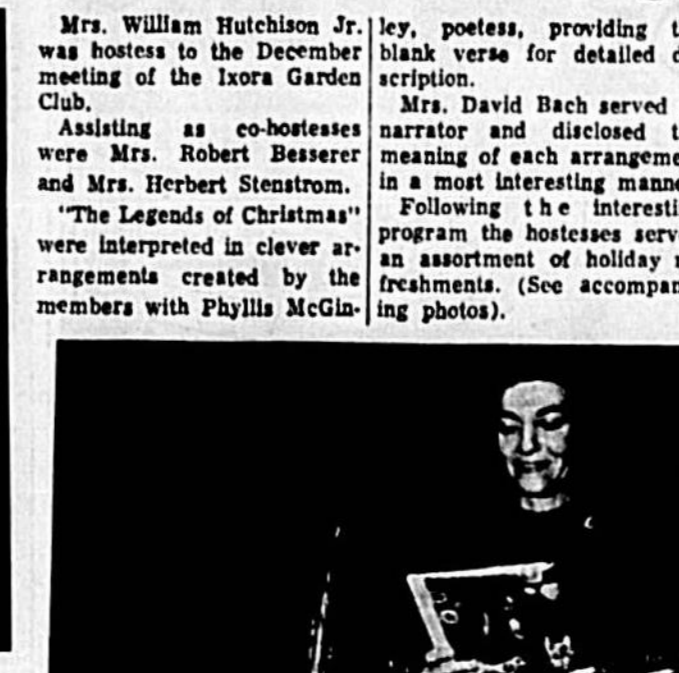 Mrs. William Hutchison Jr.
was hostess to the December
meeting of the Ixora Garden
Club.
Assisting as co-hostesses
were Mrs. Robert Besserer
and Mrs. Herbert Stenstrom.
"The Legends of Christmas"
were interpreted in clever ar-
rangements created by the
members with Phyllis McGin-
ley, poetess, providing t
blank verse for detailed d
scription.
Mrs. David Bach served
narrator and disclosed t
meaning of each arrangeme
in a most interesting manne
Following the interesti
program the hostesses serve
an assortment of holiday r
freshments. (See accompan
ing photos).